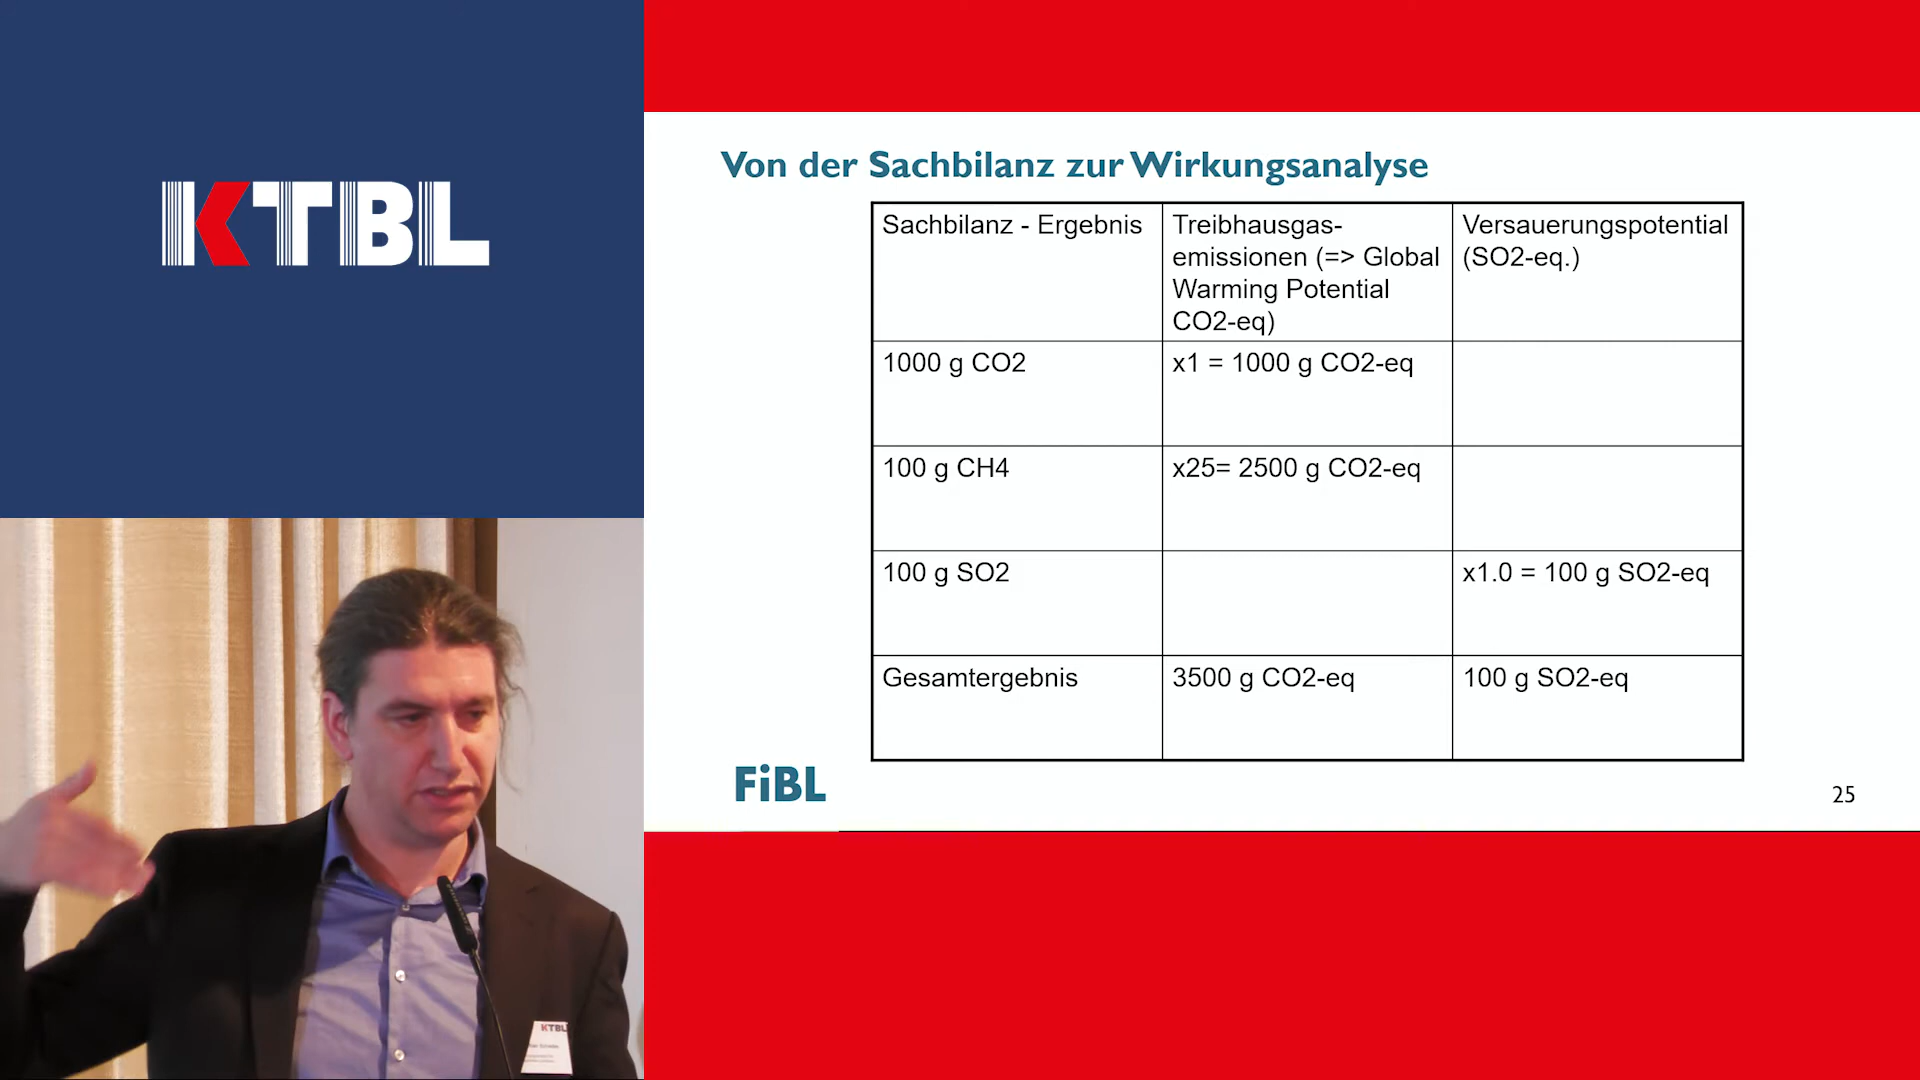 KTBL
Von der Sachbilanz zur Wirkungsanalyse
Sachbilanz - Ergebnis
Treibhausgas-
emissionen (=> Global
Warming Potential
CO2-eq)
Versauerungspotential
(SO2-eq.)
1000 g CO2
x1 = 1000 g CO2-eq
100 g CH4
x25= 2500 g CO2-eq
100 g SO2
x1.0 = 100 g SO2-eq
Gesamtergebnis
3500 g CO2-eq
100 g SO2-eq
FiBL
25
KTBL